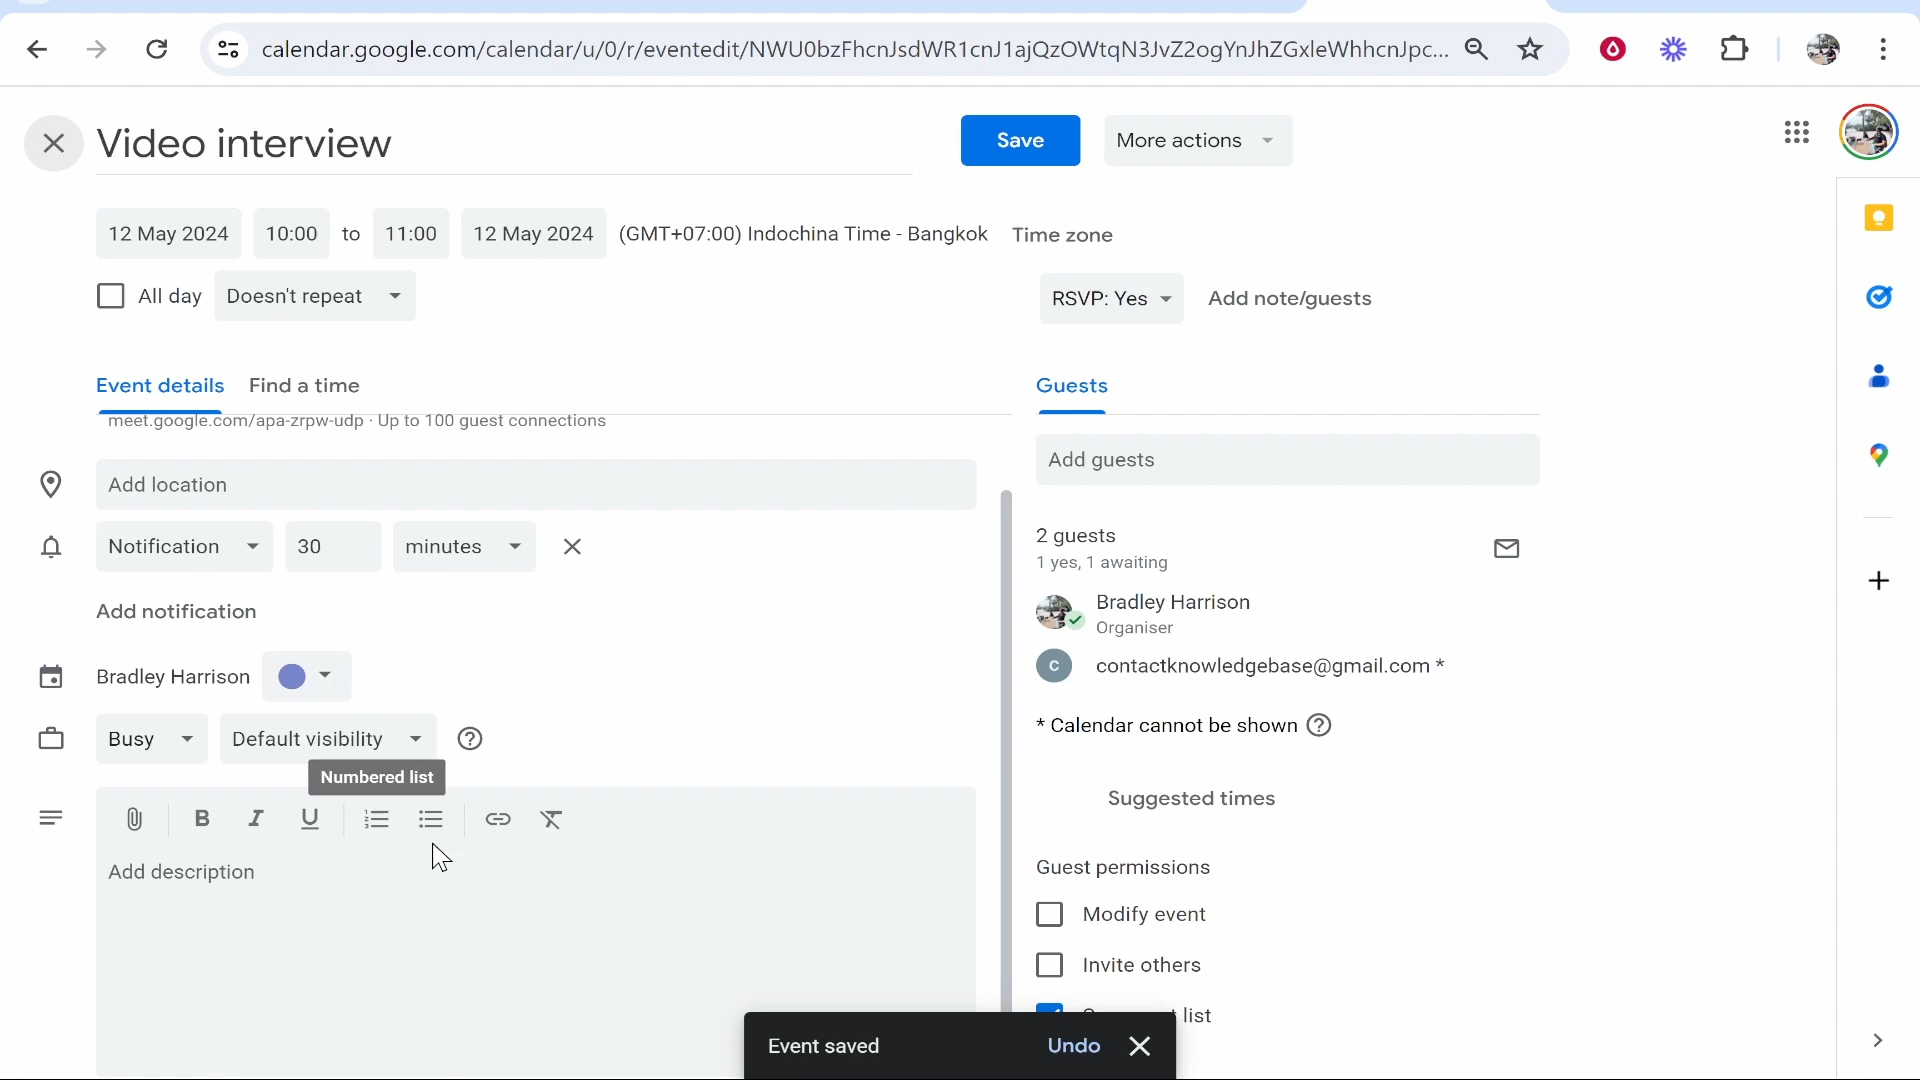 calendar.google.com/calendar/u/0/r/eventedit/NWU0bzFhcnJsdWR1cnJ1ajQzOWtqN3JvZ2ogYnJhZGxleWhhcnJpc...
Video interview
Save
More actions
12 May 2024 10:00 to 11:00 12 May 2024 (GMT+07:00) Indochina Time - Bangkok Time zone
All day Doesn't repeat
RSVP: Yes Add note/guests
Event details Find a time
Guests
meet.google.com/apa-zrpw-udp · Up to 100 guest connections
Add guests
Add location
2 guests
1 yes, 1 awaiting
Notification 30 minutes
Bradley Harrison
Organiser
Add notification
contactknowledgebase@gmail.com *
Bradley Harrison
* Calendar cannot be shown
Busy Default visibility
Numbered list
Suggested times
B I U
Add description
Guest permissions
Modify event
Invite others
list
Event saved Undo
C